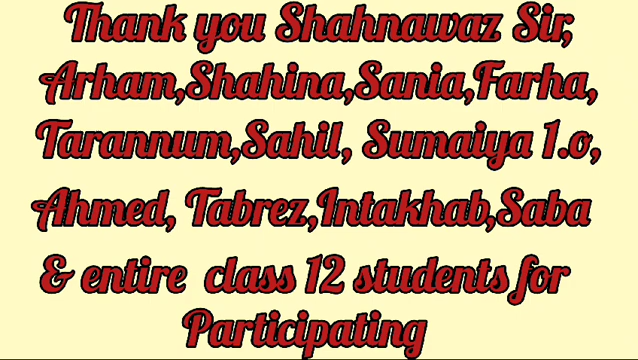 Thank you Shahnawaz Sir,
Arham,Shahina,Sania,Farha,
Tarannum,Sahil, Sumaiya 1.o,
Ahmed, Tabrez,Intakhab,Saba
& entire class 12 students for
Participating